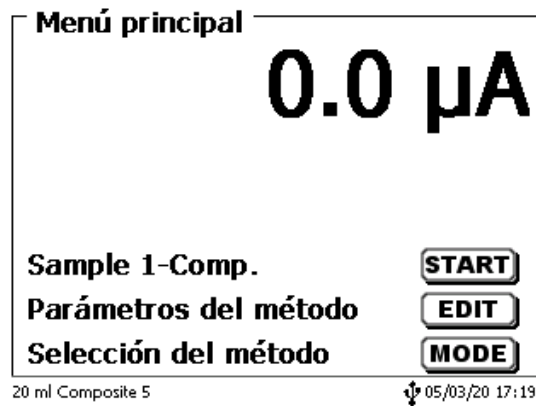 Menú principal
0.0 µA
Sample 1-Comp. START
Parámetros del método EDIT
Selección del método MODE
20 ml Composite 5 05/03/20 17:19